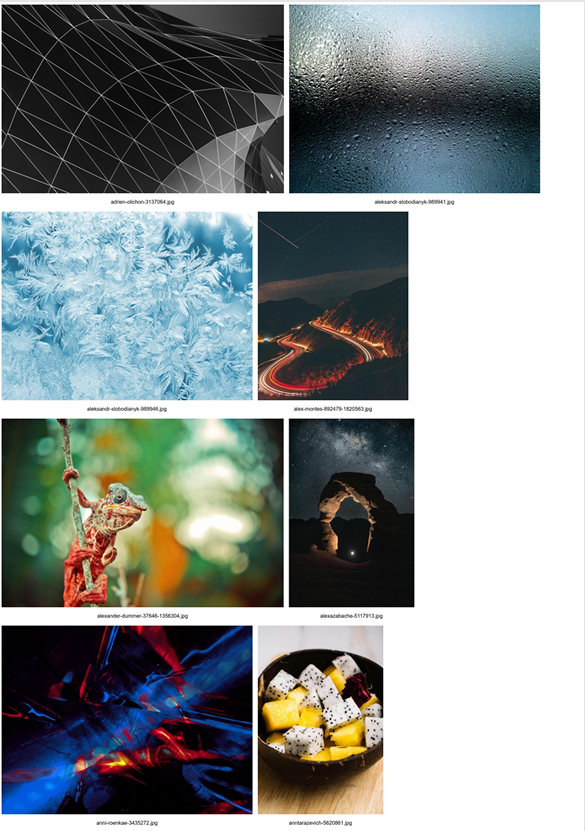 adrien-olichon-3137064.jpg
aleksandr-slobodianyk-989941.jpg
aleksandr-slobodianyk-989946.jpg
alex-montes-892479-1820563.jpg
alexander-dummer-37646-1356304.jpg
alexazabache-5117913.jpg
anni-roenkae-3435272.jpg
anntarazevich-5620861.jpg